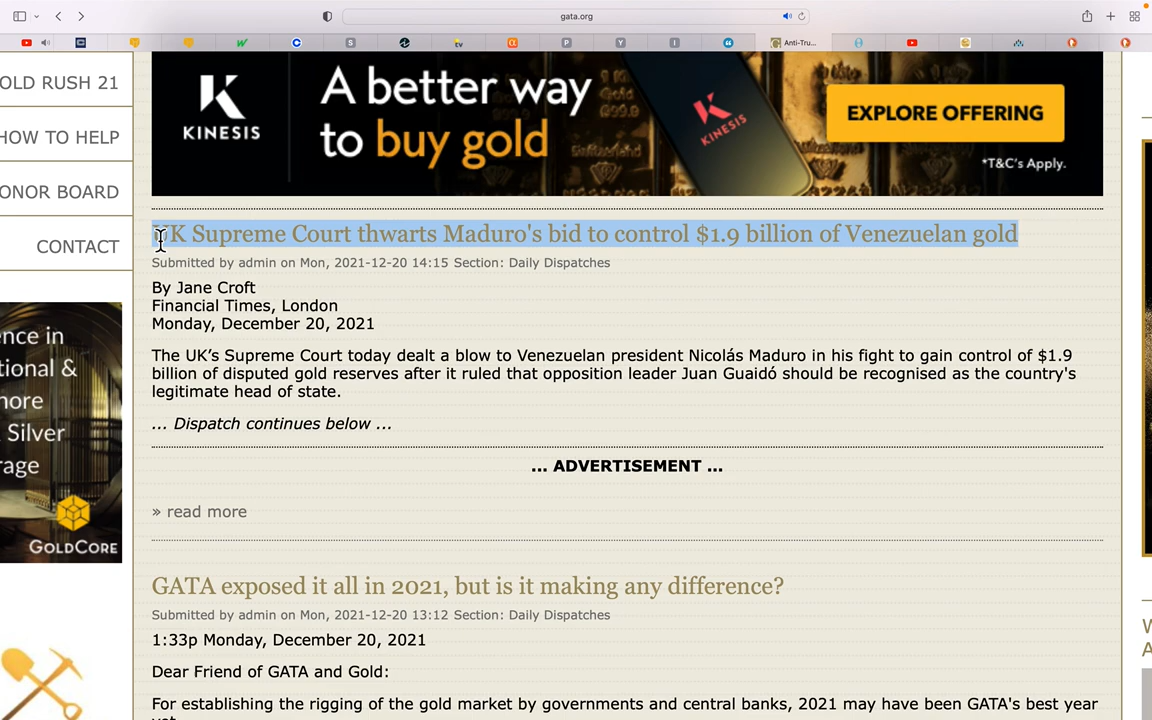 gata.org
Anti-Tru...
OLD RUSH 21
HOW TO HELP
ONOR BOARD
CONTACT
KINESIS
A better way
to buy gold
KINESIS
EXPLORE OFFERING
*T&C's Apply.
UK Supreme Court thwarts Maduro's bid to control $1.9 billion of Venezuelan gold
Submitted by admin on Mon, 2021-12-20 14:15 Section: Daily Dispatches
By Jane Croft
Financial Times, London
Monday, December 20, 2021
The UK’s Supreme Court today dealt a blow to Venezuelan president Nicolás Maduro in his fight to gain control of $1.9
billion of disputed gold reserves after it ruled that opposition leader Juan Guaidó should be recognised as the country's
legitimate head of state.
... Dispatch continues below ...
... ADVERTISEMENT ...
» read more
GATA exposed it all in 2021, but is it making any difference?
Submitted by admin on Mon, 2021-12-20 13:12 Section: Daily Dispatches
1:33p Monday, December 20, 2021
Dear Friend of GATA and Gold:
For establishing the rigging of the gold market by governments and central banks, 2021 may have been GATA's best year
yet
ence in
tional &
more
Silver
rage
GOLDCORE
W
A